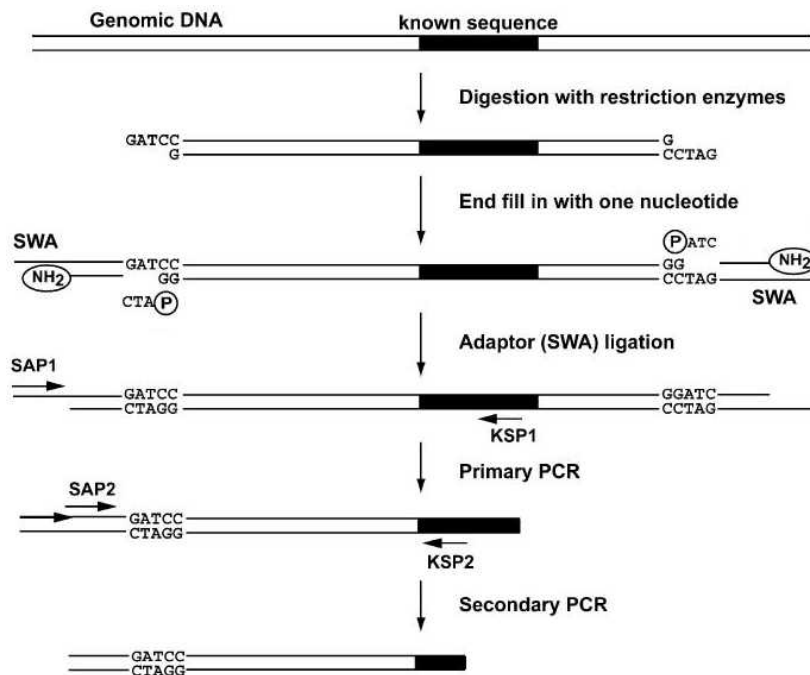 Genomic DNA known sequence
Digestion with restriction enzymes
GATCC G
G CCTAG
End fill in with one nucleotide
SWA P ATC
NH2 GATCC GG NH2
GG CCTAG
CTA P SWA
Adaptor (SWA) ligation
SAP1
GATCC GGATC
CTAGG CCTAG
KSP1
Primary PCR
SAP2
GATCC
CTAGG
KSP2
Secondary PCR
GATCC
CTAGG